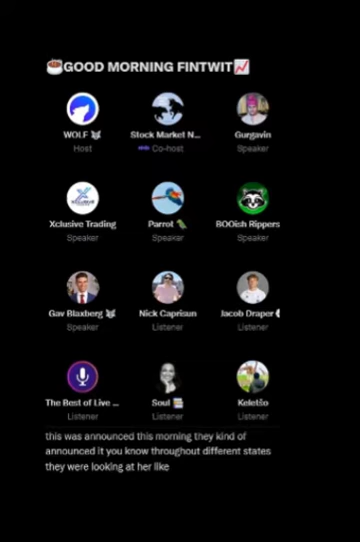 ☕GOOD MORNING FINTWIT📈
WOLF 🐺
Host
Stock Market N...
Co-host
Gurgavin
Speaker
Xclusive Trading
Speaker
Parrot 🦜
Speaker
BOOish Rippers
Speaker
Gav Blaxberg 🐺
Speaker
Nick Caprisun
Listener
Jacob Draper
Listener
The Best of Live ...
Listener
Soul
Listener
Keletšo
Listener
this was announced this morning they kind of
announced it you know throughout different states
they were looking at her like